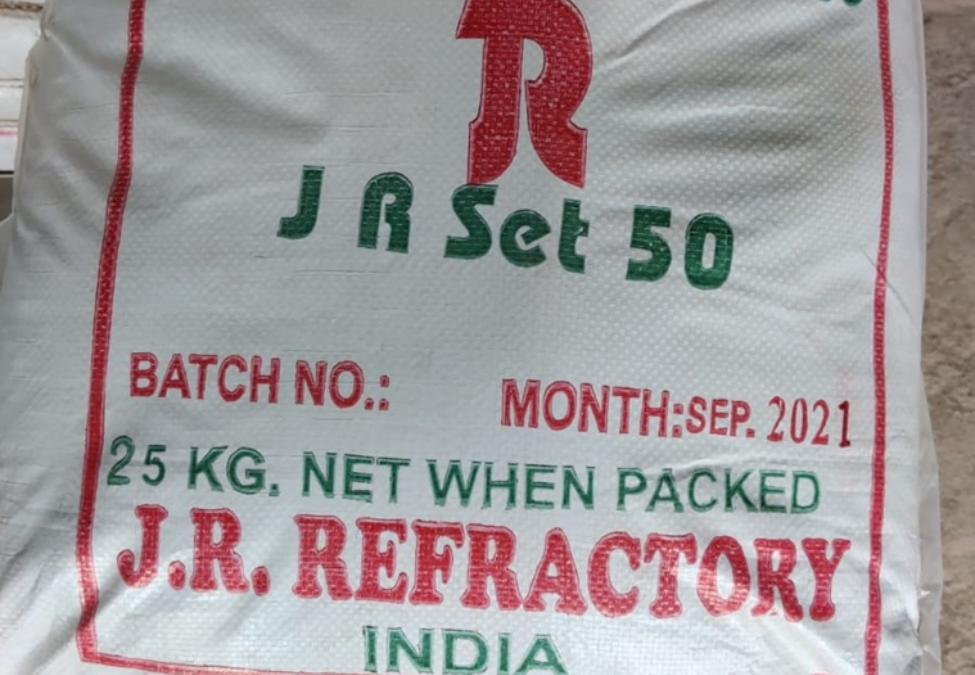 R
J R Set 50
BATCH NO.: MONTH:SEP. 2021
25 KG. NET WHEN PACKED
J.R. REFRACTORY
INDIA